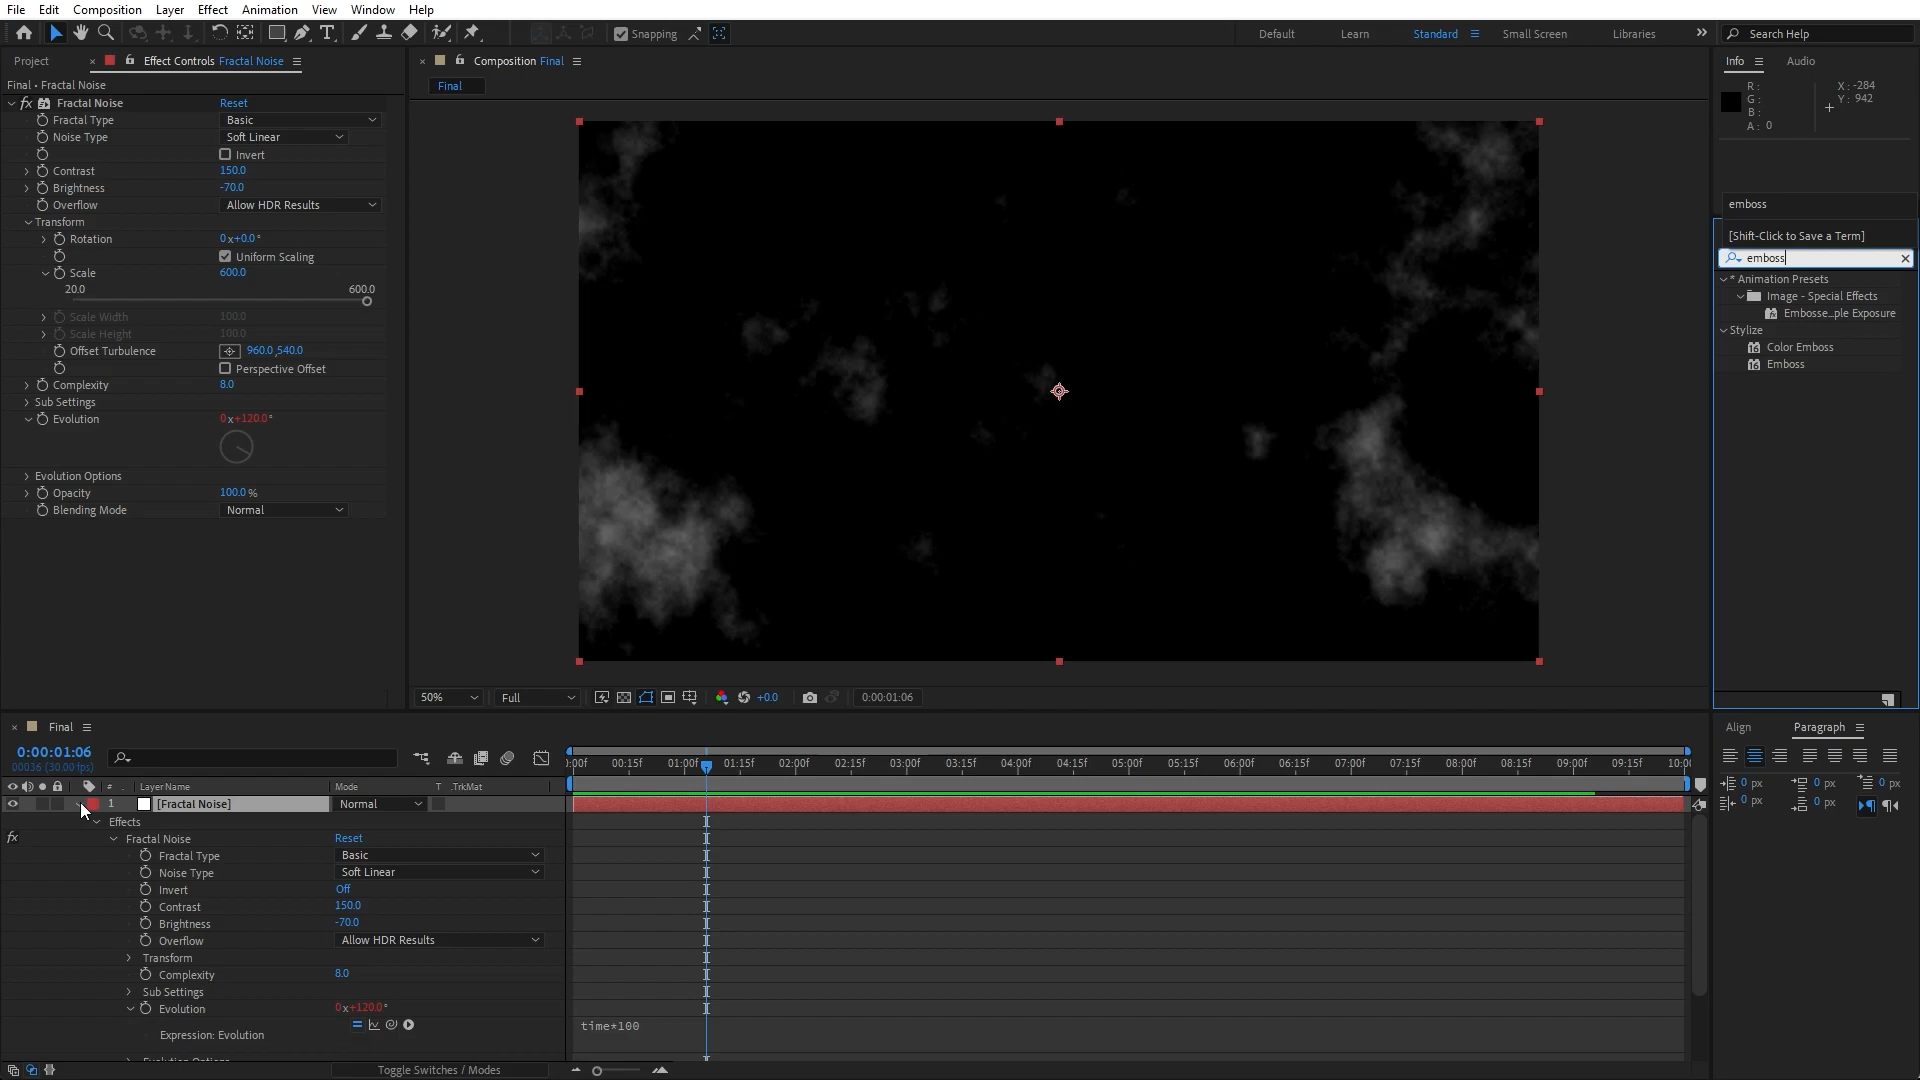 File Edit Composition Layer Effect Animation View Window Help
Snapping Default Learn Standard Small Screen Libraries Search Help
Project Effect Controls Fractal Noise
Composition Final
Info Audio
Final • Fractal Noise
Final
R: X: -284
G: Y: 942
B:
A: 0
fx Fractal Noise Reset
Fractal Type Basic
Noise Type Soft Linear
Invert
Contrast 150.0
Brightness -70.0
Overflow Allow HDR Results
Transform
Rotation 0x+0.0°
Uniform Scaling
Scale 600.0
20.0 600.0
Scale Width 100.0
Scale Height 100.0
Offset Turbulence 960.0,540.0
Perspective Offset
Complexity 8.0
Sub Settings
Evolution 0x+120.0°
Evolution Options
Opacity 100.0 %
Blending Mode Normal
emboss
[Shift-Click to Save a Term]
emboss
* Animation Presets
Image - Special Effects
Embosse...ple Exposure
Stylize
Color Emboss
Emboss
50% Full +0.0 0:00:01:06
Final
0:00:01:06
00036 (30.00 fps)
):00f 00:15f 01:00f 01:15f 02:00f 02:15f 03:00f 03:15f 04:00f 04:15f 05:00f 05:15f 06:00f 06:15f 07:00f 07:15f 08:00f 08:15f 09:00f 09:15f 10:00
# . Layer Name Mode T .TrkMat
1 [Fractal Noise] Normal
Effects
fx Fractal Noise Reset
Fractal Type Basic
Noise Type Soft Linear
Invert Off
Contrast 150.0
Brightness -70.0
Overflow Allow HDR Results
Transform
Complexity 8.0
Sub Settings
Evolution 0x+120.0°
Expression: Evolution time*100
Evolution Options
Toggle Switches / Modes
Align Paragraph
0 px 0 px 0 px
0 px 0 px